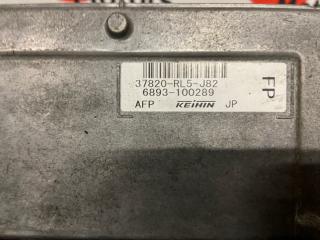 37820-RL5-J82
6893-100289
AFP KEIHIN JP
FP